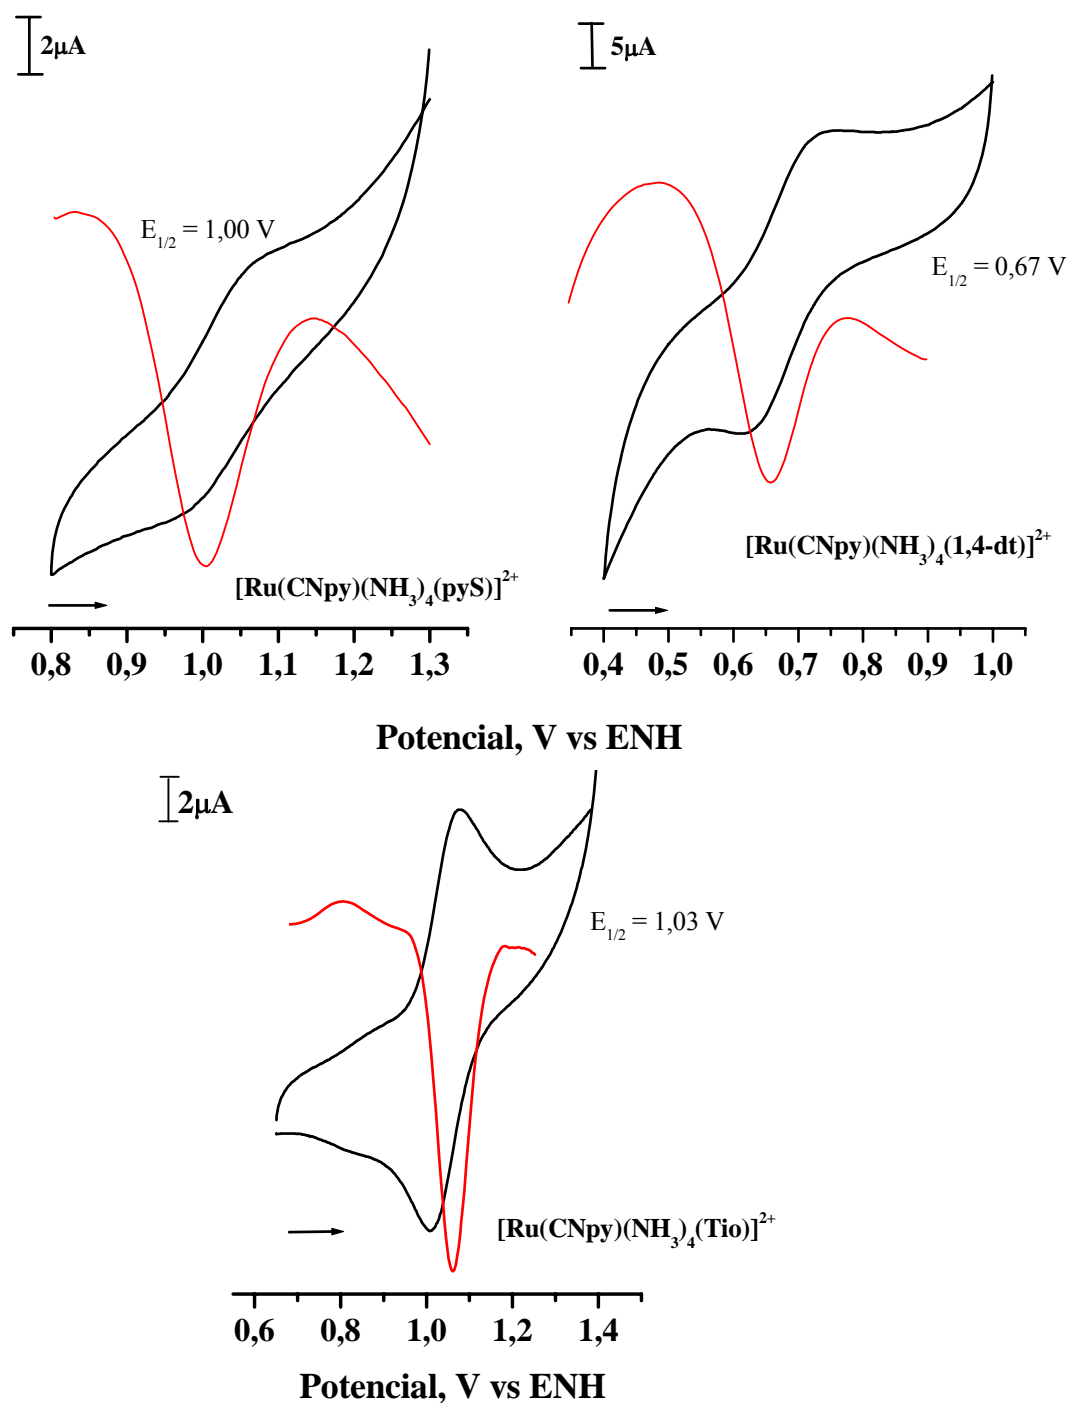 2μA
5μA
E1/2 = 1,00 V
E1/2 = 0,67 V
[Ru(CNpy)(NH3)4(pyS)]2+
[Ru(CNpy)(NH3)4(1,4-dt)]2+
0,8 0,9 1,0 1,1 1,2 1,3
0,4 0,5 0,6 0,7 0,8 0,9 1,0
Potencial, V vs ENH
2μA
E1/2 = 1,03 V
[Ru(CNpy)(NH3)4(Tio)]2+
0,6 0,8 1,0 1,2 1,4
Potencial, V vs ENH